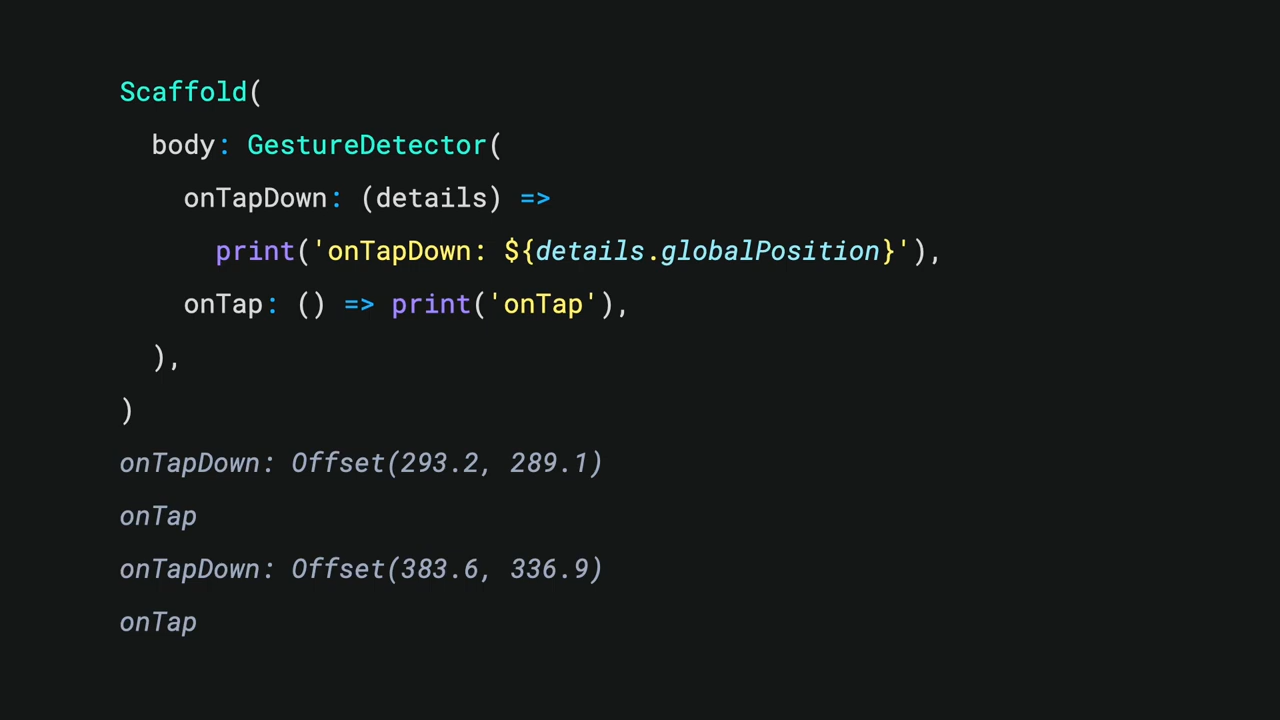 Scaffold(
  body: GestureDetector(
    onTapDown: (details) =>
      print('onTapDown: ${details.globalPosition}'),
    onTap: () => print('onTap'),
  ),
)
onTapDown: Offset(293.2, 289.1)
onTap
onTapDown: Offset(383.6, 336.9)
onTap